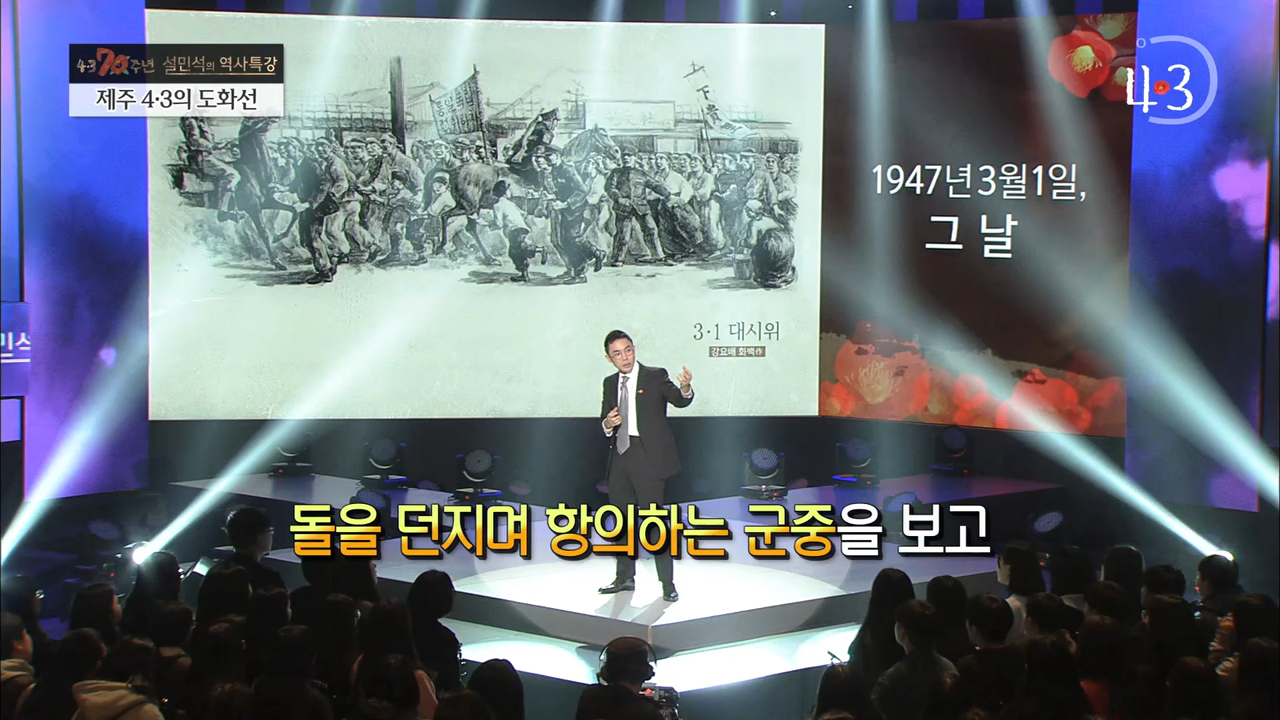 4·3 70주년 설민석의 역사특강
제주 4·3의 도화선
4·3
1947년 3월 1일,
그 날
3·1 대시위
강요배 화백作
민석
돌을 던지며 항의하는 군중을 보고